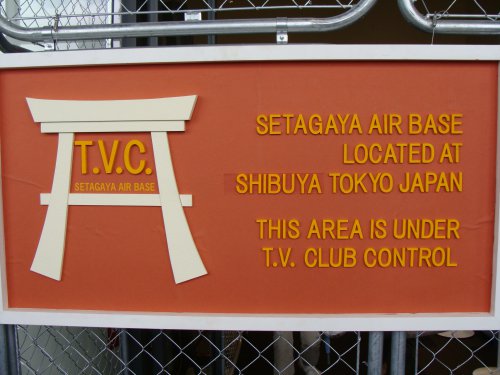 T.V.C.
SETAGAYA AIR BASE
SETAGAYA AIR BASE
LOCATED AT
SHIBUYA TOKYO JAPAN
THIS AREA IS UNDER
T.V. CLUB CONTROL